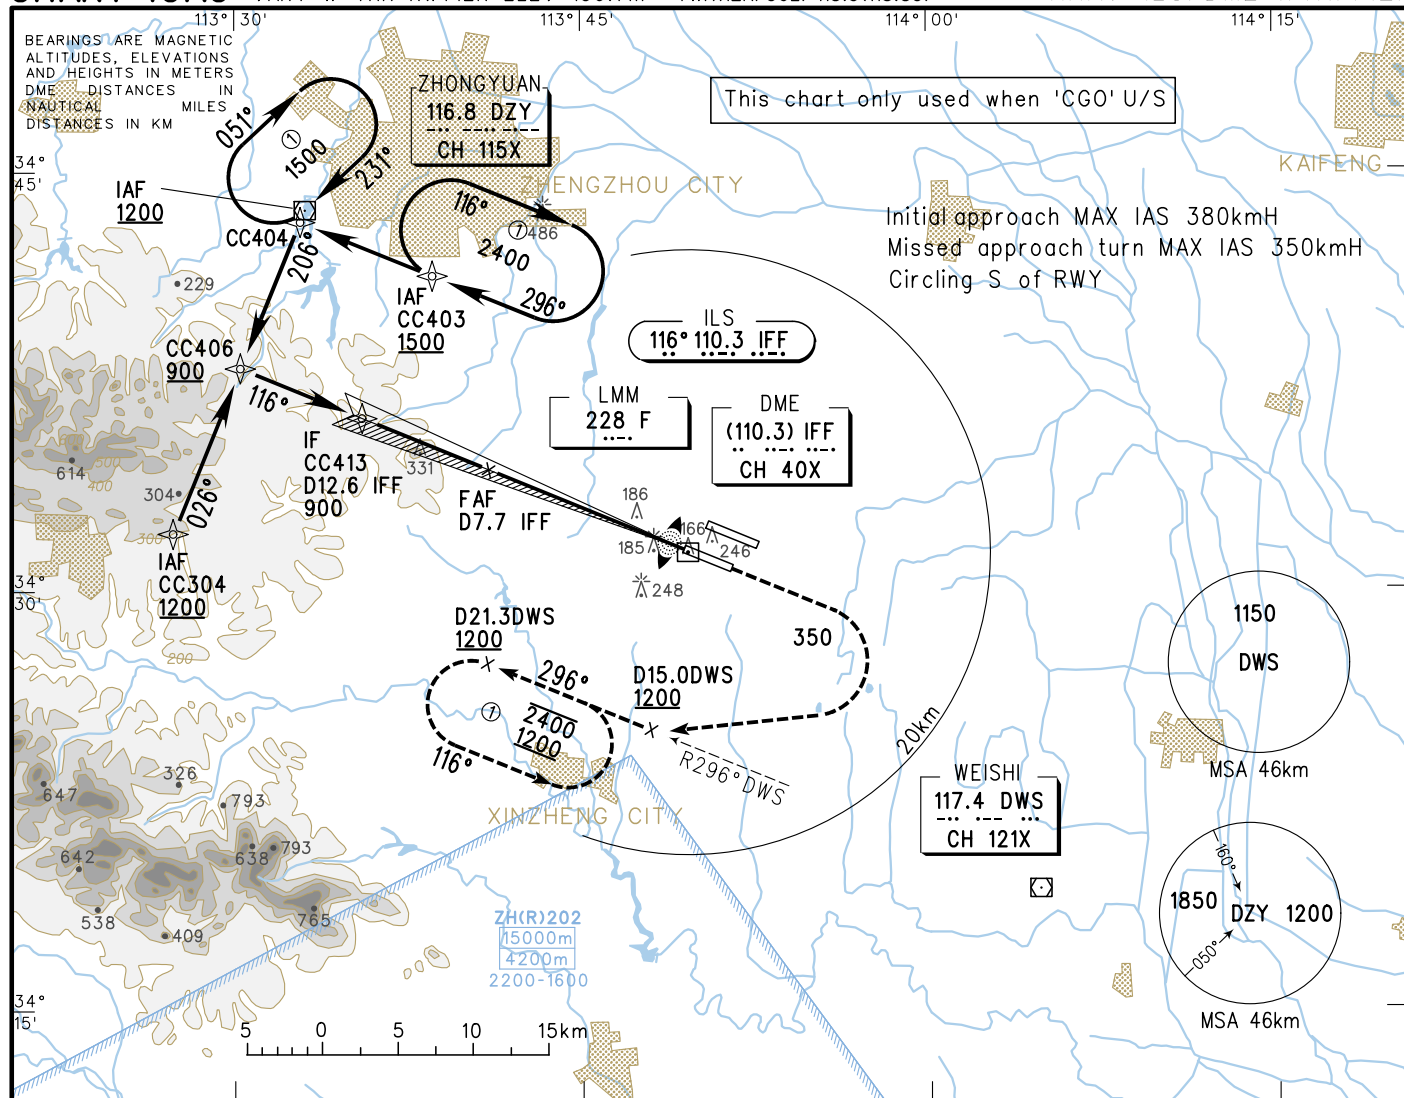 113°30'
113°45'
114°00'
114°15'
BEARINGS ARE MAGNETIC
ALTITUDES, ELEVATIONS
AND HEIGHTS IN METERS
DME DISTANCES IN
NAUTICAL MILES
DISTANCES IN KM
ZHONGYUAN
116.8 DZY
CH 115X
This chart only used when 'CGO' U/S
051°
① 1500
231°
34°
45'
KAIFENG
ZHENGZHOU CITY
IAF
1200
CC404
116°
① 2400
486
296°
Initial approach MAX IAS 380kmH
Missed approach turn MAX IAS 350kmH
Circling S of RWY
206°
229
IAF
CC403
1500
ILS
116° 110.3 IFF
CC406
900
116°
LMM
228 F
DME
(110.3) IFF
CH 40X
IF
CC413
D12.6 IFF
900
331
FAF
D7.7 IFF
614
500
400
304
026°
300
186
185
166
246
248
IAF
CC304
1200
200
34°
30'
D21.3DWS
1200
296°
D15.0DWS
1200
350
1150
DWS
MSA 46km
① 2400
1200
116°
R296° DWS
20km
XINZHENG CITY
WEISHI
117.4 DWS
CH 121X
326
647
793
638
793
642
538
409
765
160°
1850 DZY 1200
050°
MSA 46km
ZH(R)202
15000m
4200m
2200-1600
34°
15'
5 0 5 10 15km